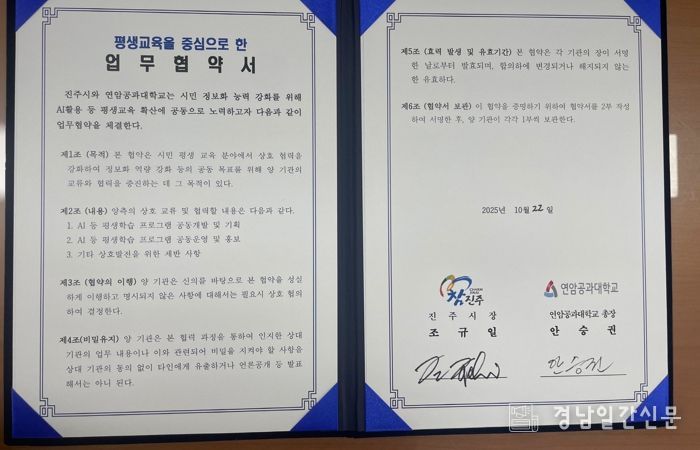 평생교육을 중심으로 한
업 무 협 약 서
진주시와 연암공과대학교는 시민 정보화 능력 강화를 위해
AI활용 등 평생교육 확산에 공동으로 노력하고자 다음과 같이
업무협약을 체결한다.
제1조 (목적) 본 협약은 시민 평생 교육 분야에서 상호 협력을
강화하여 정보화 역량 강화 등의 공동 목표를 위해 양 기관의
교류와 협력을 증진하는 데 그 목적이 있다.
제2조 (내용) 양측의 상호 교류 및 협력할 내용은 다음과 같다.
1. AI 등 평생학습 프로그램 공동개발 및 기획
2. AI 등 평생학습 프로그램 공동운영 및 홍보
3. 기타 상호발전을 위한 제반 사항
제3조 (협약의 이행) 양 기관은 신의를 바탕으로 본 협약을 성실
하게 이행하고 명시되지 않은 사항에 대해서는 필요시 상호 협의
하여 결정한다.
제4조(비밀유지) 양 기관은 본 협력 과정을 통하여 인지한 상대
기관의 업무 내용이나 이와 관련되어 비밀을 지켜야 할 사항을
상대 기관의 동의 없이 타인에게 유출하거나 언론공개 등 발표
해서는 아니 된다.
제5조 (효력 발생 및 유효기간) 본 협약은 각 기관의 장이 서명
한 날로부터 발효되며, 합의하에 변경되거나 해지되지 않는
한 유효하다.
제6조 (협약서 보관) 이 협약을 증명하기 위하여 협약서를 2부 작성
하여 서명한 후, 양 기관이 각각 1부씩 보관한다.
2025년 10월 22일
참진주
진 주 시 장
조 규 일
연암공과대학교
연암공과대학교 총장
안 승 권
안승권
경남일간신문